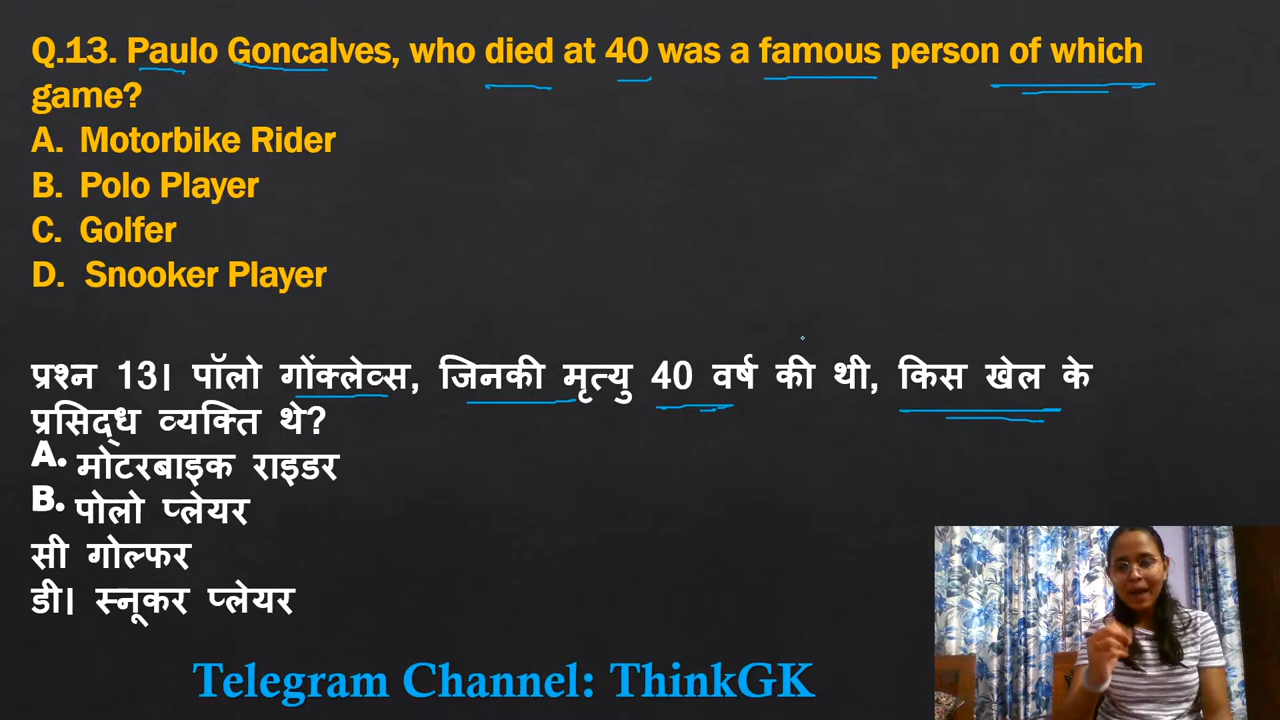 Q.13. Paulo Goncalves, who died at 40 was a famous person of which
game?
A. Motorbike Rider
B. Polo Player
C. Golfer
D. Snooker Player
प्रश्न 13। पॉलो गोंक्लेव्स, जिनकी मृत्यु 40 वर्ष की थी, किस खेल के
प्रसिद्ध व्यक्ति थे?
A. मोटरबाइक राइडर
B. पोलो प्लेयर
सी गोल्फर
डी। स्नूकर प्लेयर
Telegram Channel: ThinkGK